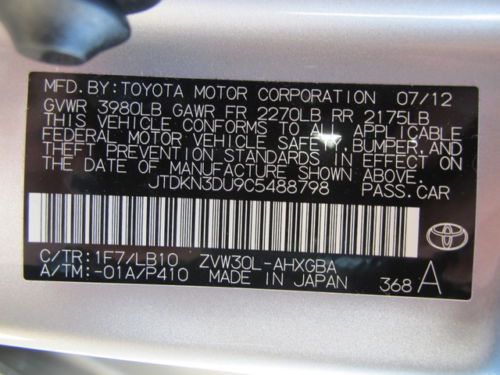 MFD.BY:TOYOTA MOTOR CORPORATION 07/12
GVWR 3980LB GAWR FR 2270LB RR 2175LB
THIS VEHICLE CONFORMS TO ALL APPLICABLE
FEDERAL MOTOR VEHICLE SAFETY, BUMPER, AND
THEFT PREVENTION STANDARDS IN EFFECT ON
THE DATE OF MANUFACTURE SHOWN ABOVE.
JTDKN3DU9C5488798 PASS.CAR
C/TR:1F7/LB10 ZVW30L-AHXGBA
A/TM:-01A/P410 MADE IN JAPAN 368 A
TOYOTA